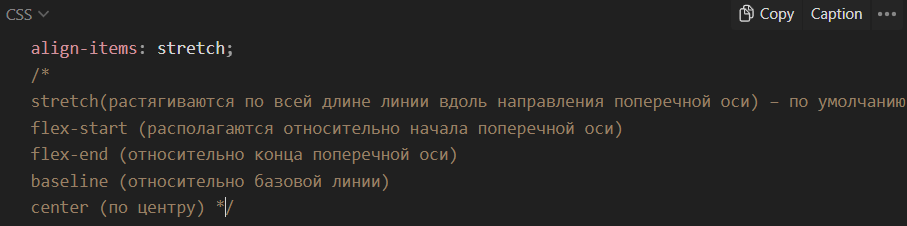 CSS
Copy Caption
align-items: stretch;
/*
stretch(растягиваются по всей длине линии вдоль направления поперечной оси) – по умолчанию
flex-start (располагаются относительно начала поперечной оси)
flex-end (относительно конца поперечной оси)
baseline (относительно базовой линии)
center (по центру) */